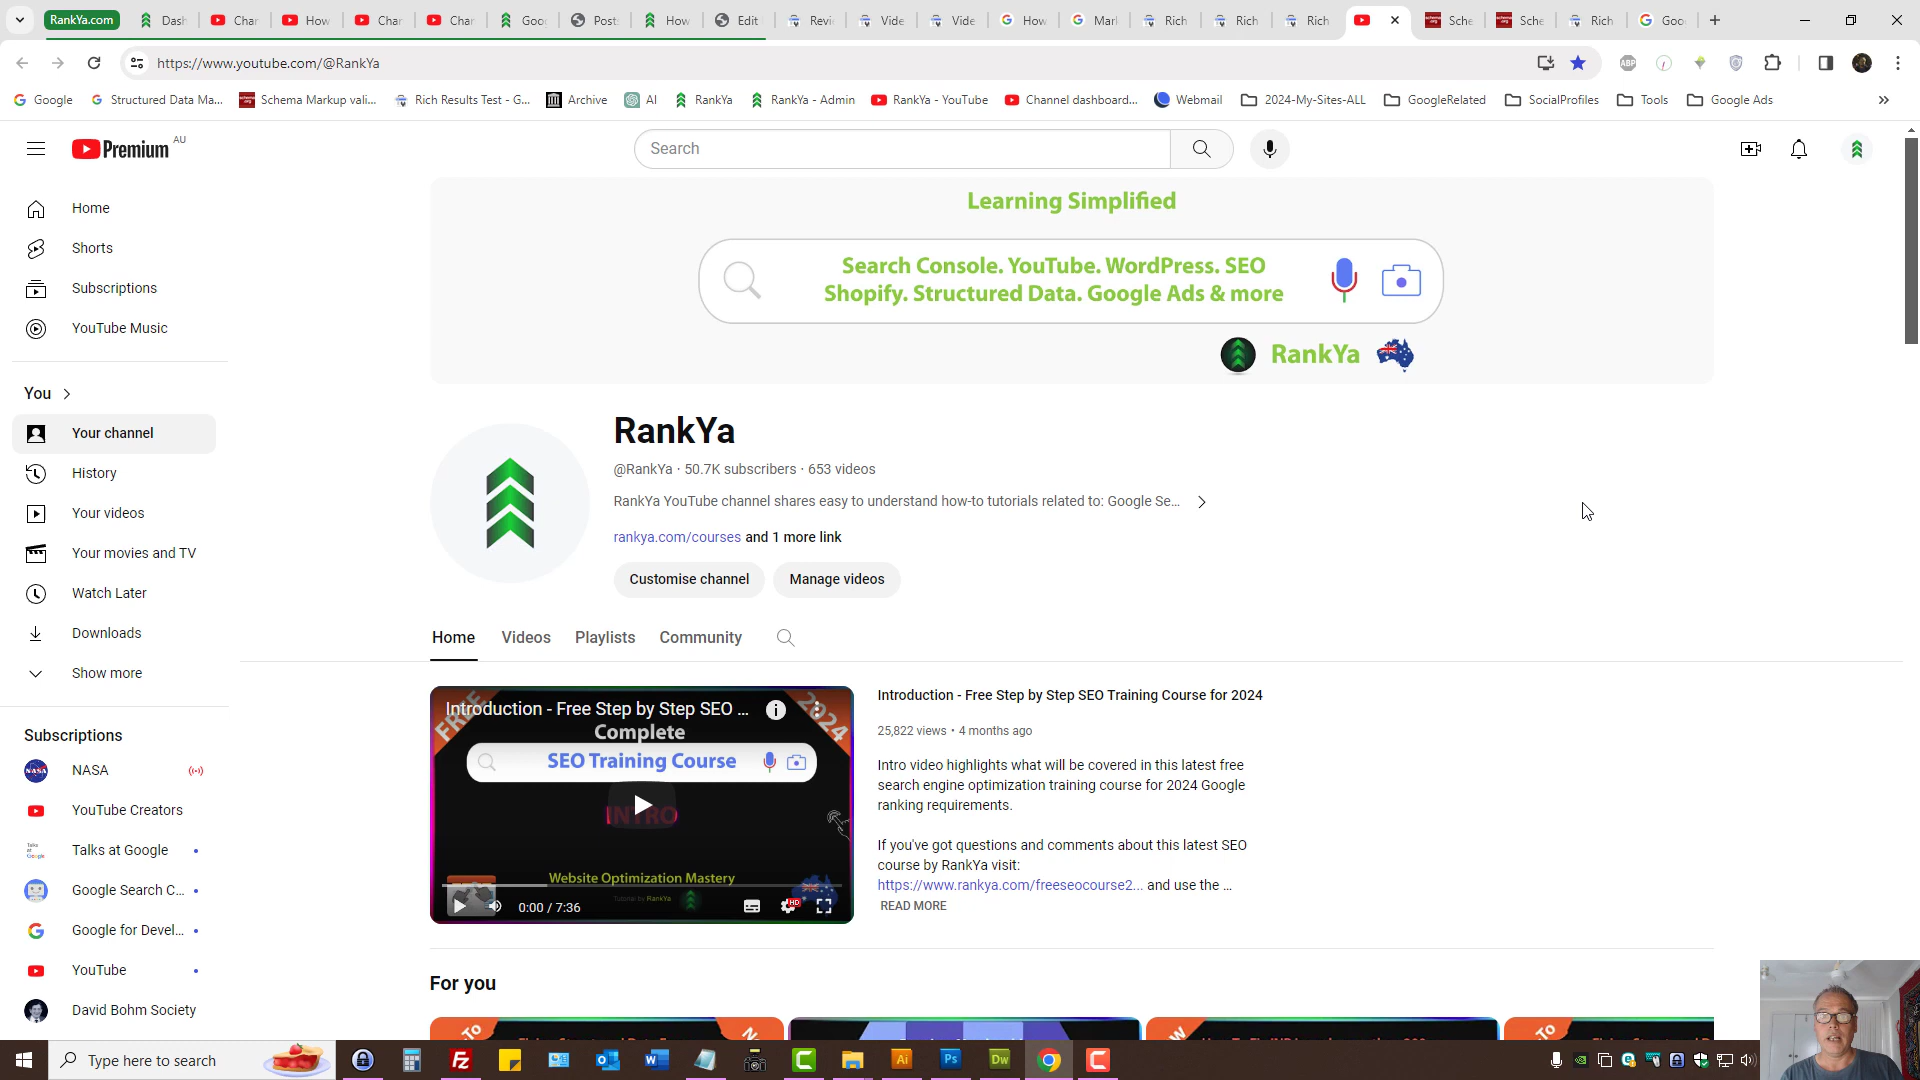 RankYa.com
Dash
Char
How
Char
Char
Goo
Post
How
Edit
Revi
Vide
Vide
How
Mark
Rich
Rich
Rich
Sche
Sche
Rich
Goo
https://www.youtube.com/@RankYa
ABP
Google
Structured Data Ma...
Schema Markup vali...
Rich Results Test - G...
Archive
AI
RankYa
RankYa - Admin
RankYa - YouTube
Channel dashboard...
Webmail
2024-My-Sites-ALL
GoogleRelated
SocialProfiles
Tools
Google Ads
Premium AU
Search
Home
Shorts
Subscriptions
YouTube Music
You
Your channel
History
Your videos
Your movies and TV
Watch Later
Downloads
Show more
Subscriptions
NASA
YouTube Creators
Talks at Google
Google Search C...
Google for Devel...
YouTube
David Bohm Society
Learning Simplified
Search Console. YouTube. WordPress. SEO
Shopify. Structured Data. Google Ads & more
RankYa
RankYa
@RankYa · 50.7K subscribers · 653 videos
RankYa YouTube channel shares easy to understand how-to tutorials related to: Google Se...
rankya.com/courses and 1 more link
Customise channel
Manage videos
Home
Videos
Playlists
Community
Introduction - Free Step by Step SEO ...
FREE
2024
Complete
SEO Training Course
INTRO
Website Optimization Mastery
Tutorial by RankYa
0:00 / 7:36
HD
Introduction - Free Step by Step SEO Training Course for 2024
25,822 views • 4 months ago
Intro video highlights what will be covered in this latest free
search engine optimization training course for 2024 Google
ranking requirements.
If you've got questions and comments about this latest SEO
course by RankYa visit:
https://www.rankya.com/freeseocourse2... and use the ...
READ MORE
For you
Type here to search
Ai
Ps
Dw